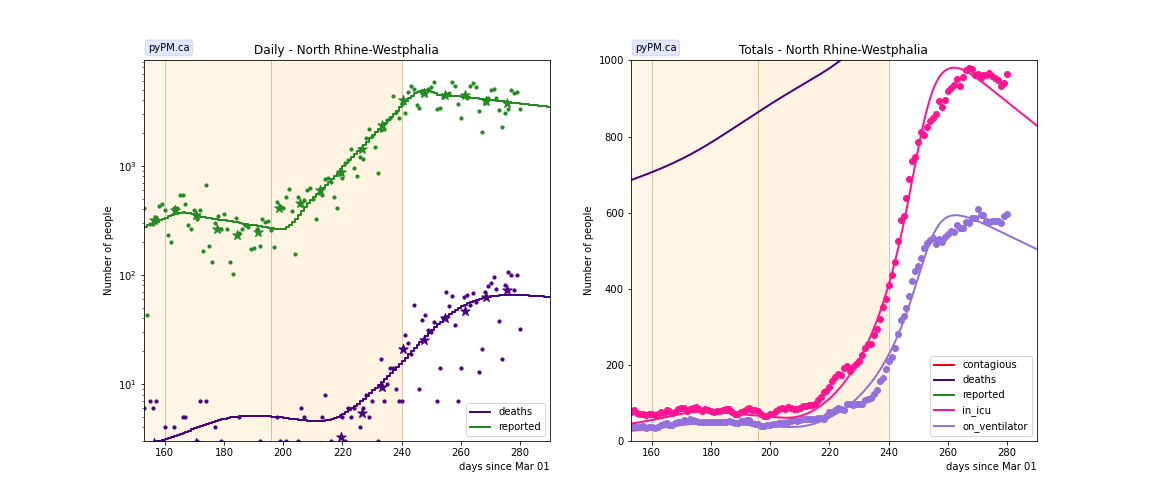 pyPM.ca
Daily - North Rhine-Westphalia
Number of people
10³
10²
10¹
160 180 200 220 240 260 280
days since Mar 01
deaths
reported
pyPM.ca
Totals - North Rhine-Westphalia
Number of people
1000
800
600
400
200
0
160 180 200 220 240 260 280
days since Mar 01
contagious
deaths
reported
in_icu
on_ventilator